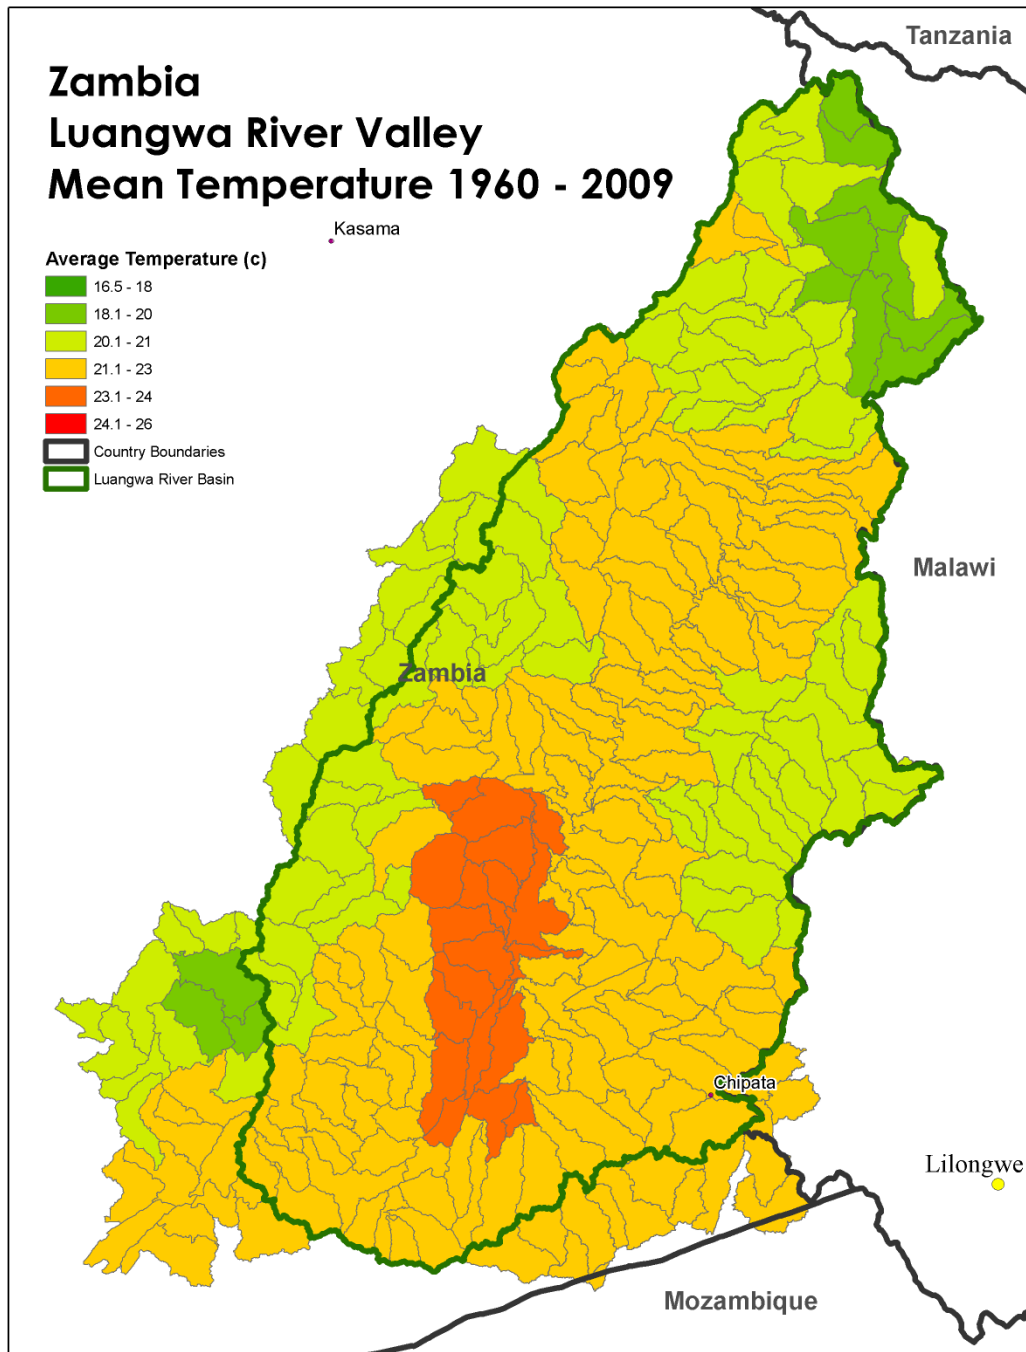 Tanzania
Zambia
Luangwa River Valley
Mean Temperature 1960 - 2009
Kasama
Average Temperature (c)
16.5 - 18
18.1 - 20
20.1 - 21
21.1 - 23
23.1 - 24
24.1 - 26
Country Boundaries
Luangwa River Basin
Malawi
Zambia
Chipata
Lilongwe
Mozambique